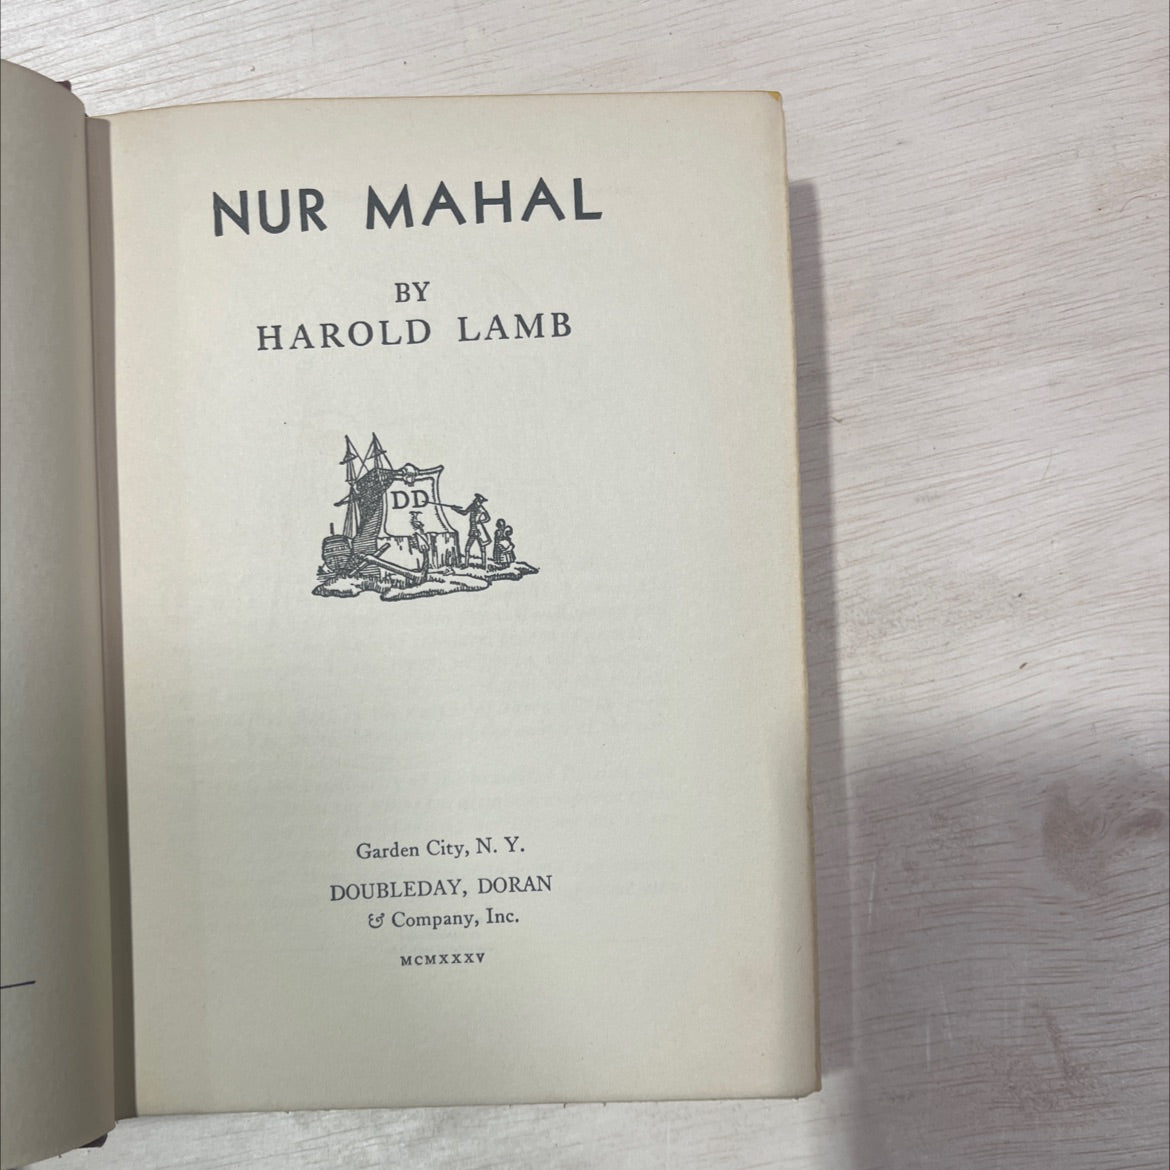 NUR MAHAL
BY
HAROLD LAMB
DD
Garden City, N. Y.
DOUBLEDAY, DORAN
& Company, Inc.
MCMXXXV